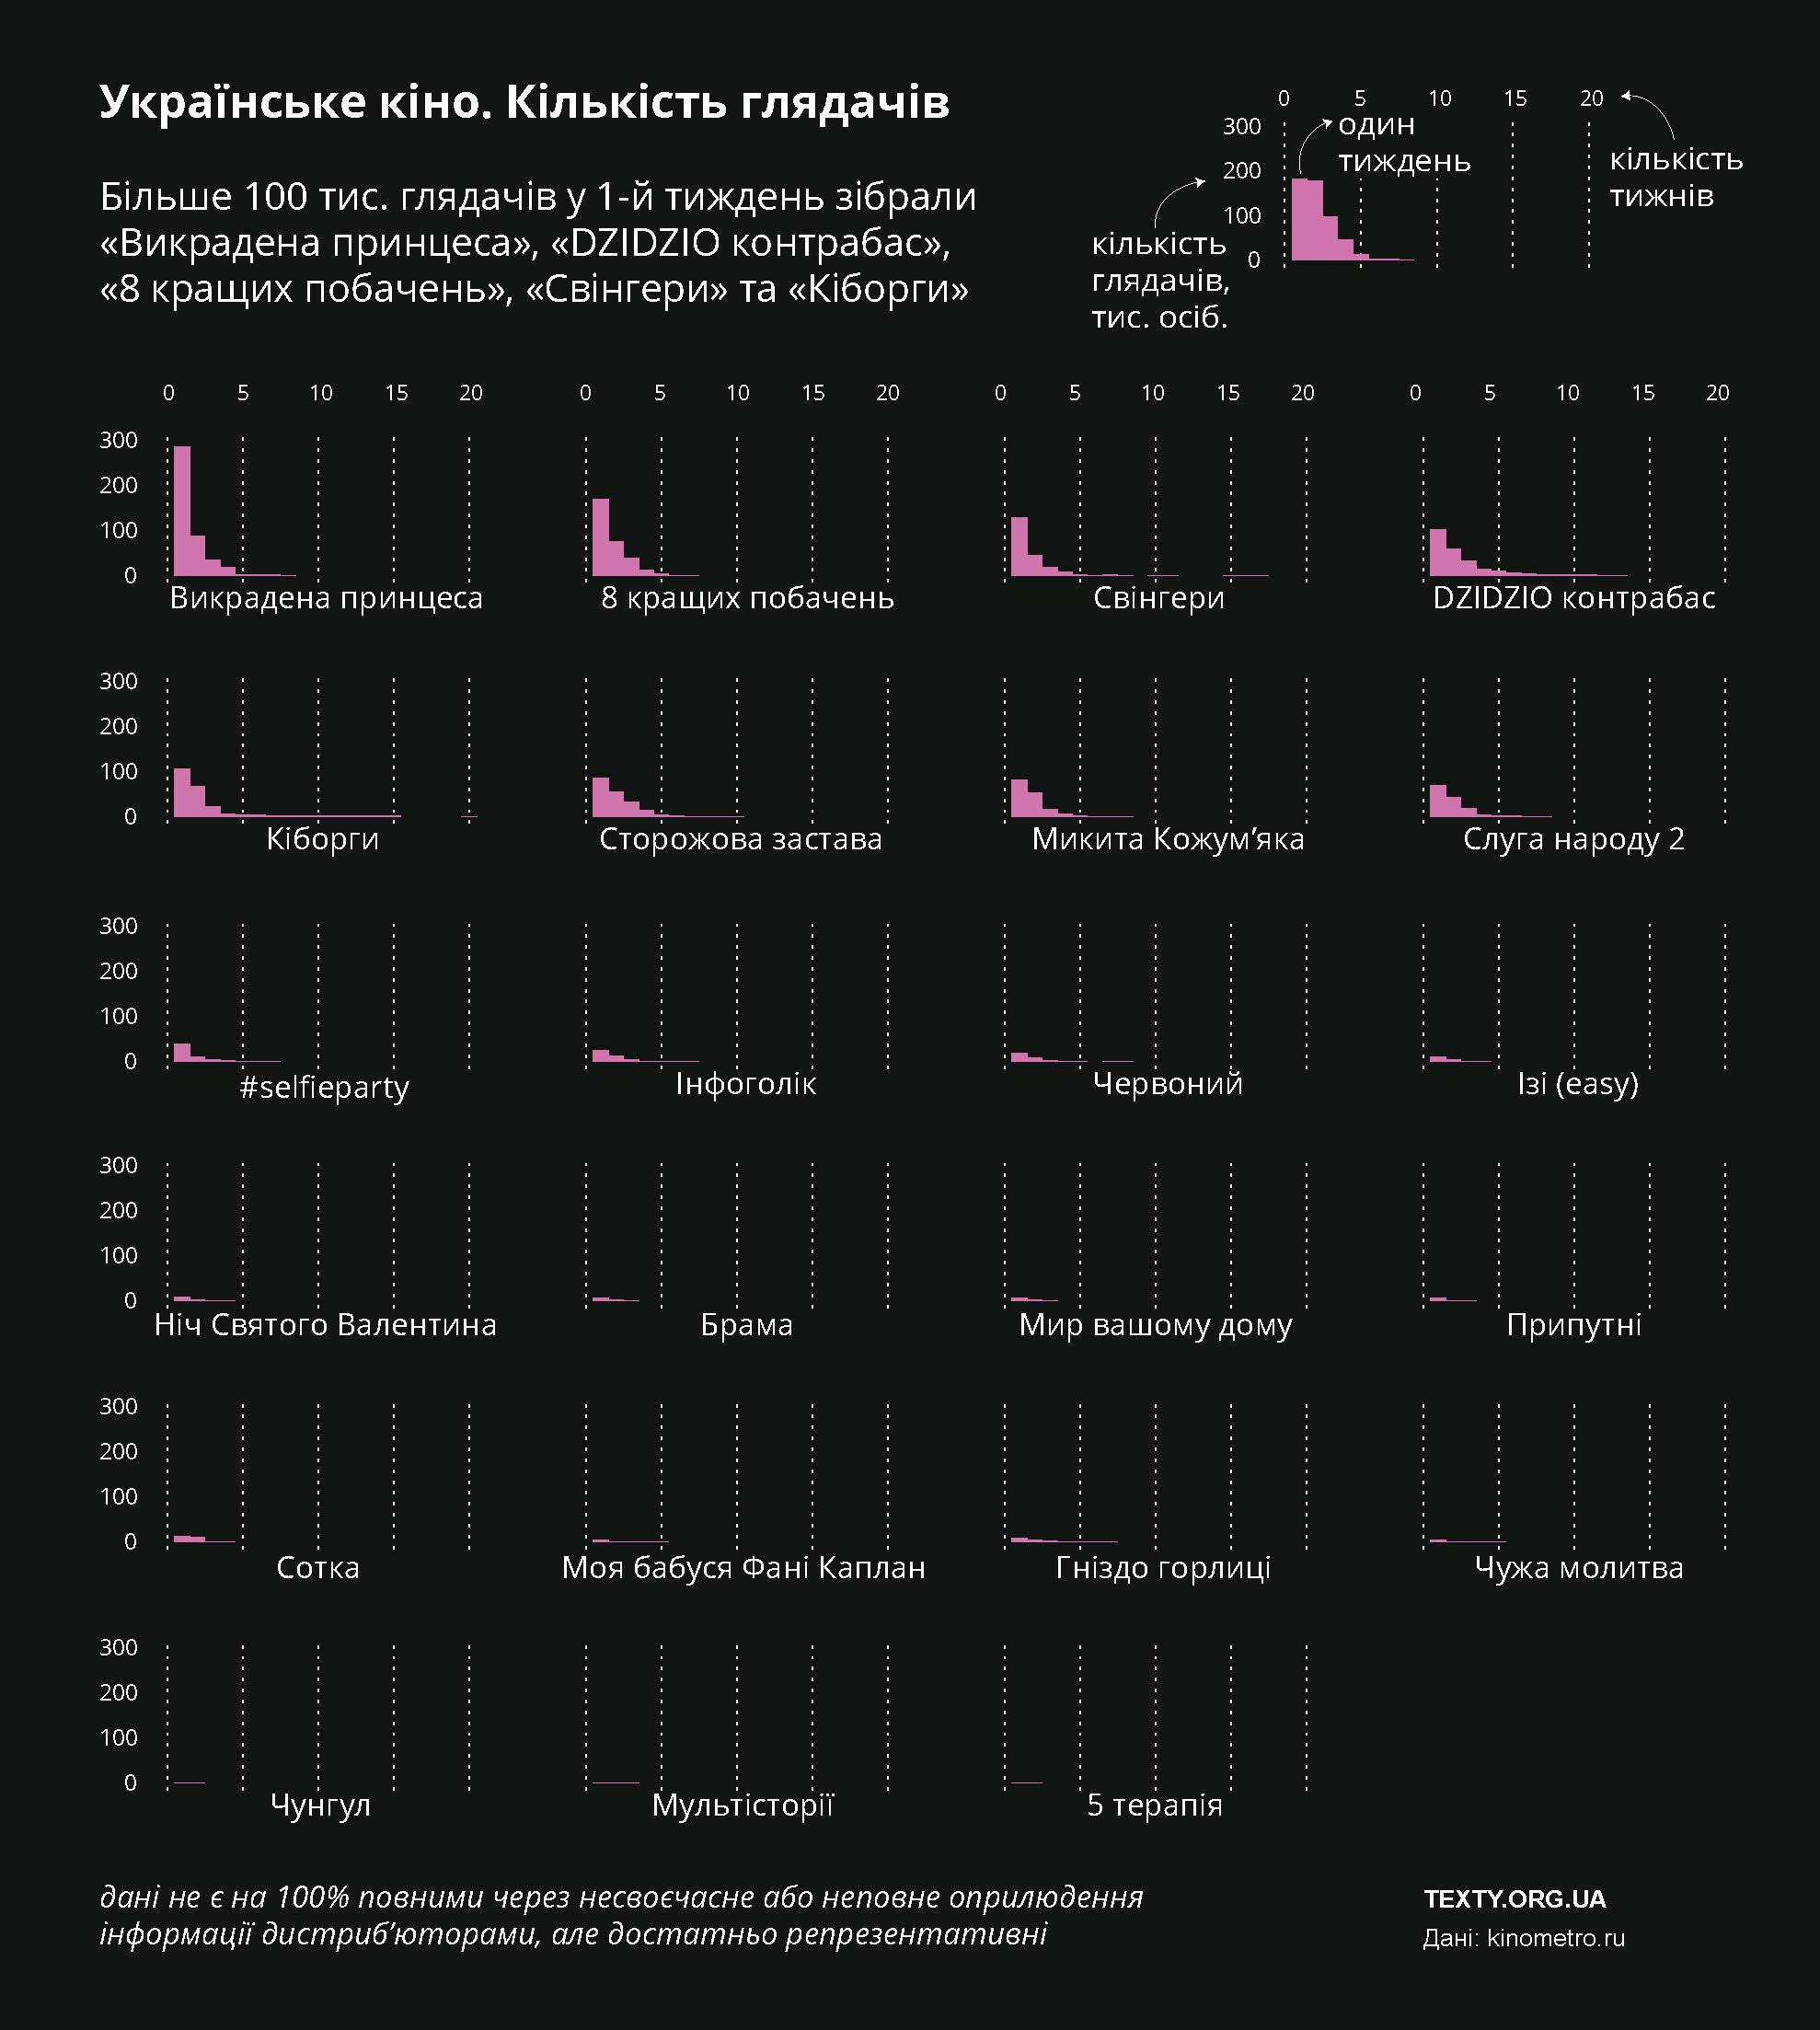 Українське кіно. Кількість глядачів
Більше 100 тис. глядачів у 1-й тиждень зібрали
«Викрадена принцеса», «DZIDZIO контрабас»,
«8 кращих побачень», «Свінгери» та «Кіборги»
0 5 10 15 20
300
200
100
0
один
тиждень
кількість
тижнів
кількість
глядачів,
тис. осіб.
0 5 10 15 20 0 5 10 15 20 0 5 10 15 20 0 5 10 15 20
300
200
100
0
Викрадена принцеса 8 кращих побачень Свінгери DZIDZIO контрабас
300
200
100
0
Кіборги Сторожова застава Микита Кожум’яка Слуга народу 2
300
200
100
0
#selfieparty Інфоголік Червоний Ізі (easy)
300
200
100
0
Ніч Святого Валентина Брама Мир вашому дому Припутні
300
200
100
0
Сотка Моя бабуся Фані Каплан Гніздо горлиці Чужа молитва
300
200
100
0
Чунгул Мультісторії 5 терапія
дані не є на 100% повними через несвоєчасне або неповне оприлюдення
інформації дистриб’юторами, але достатньо репрезентативні
TEXTY.ORG.UA
Дані: kinometro.ru